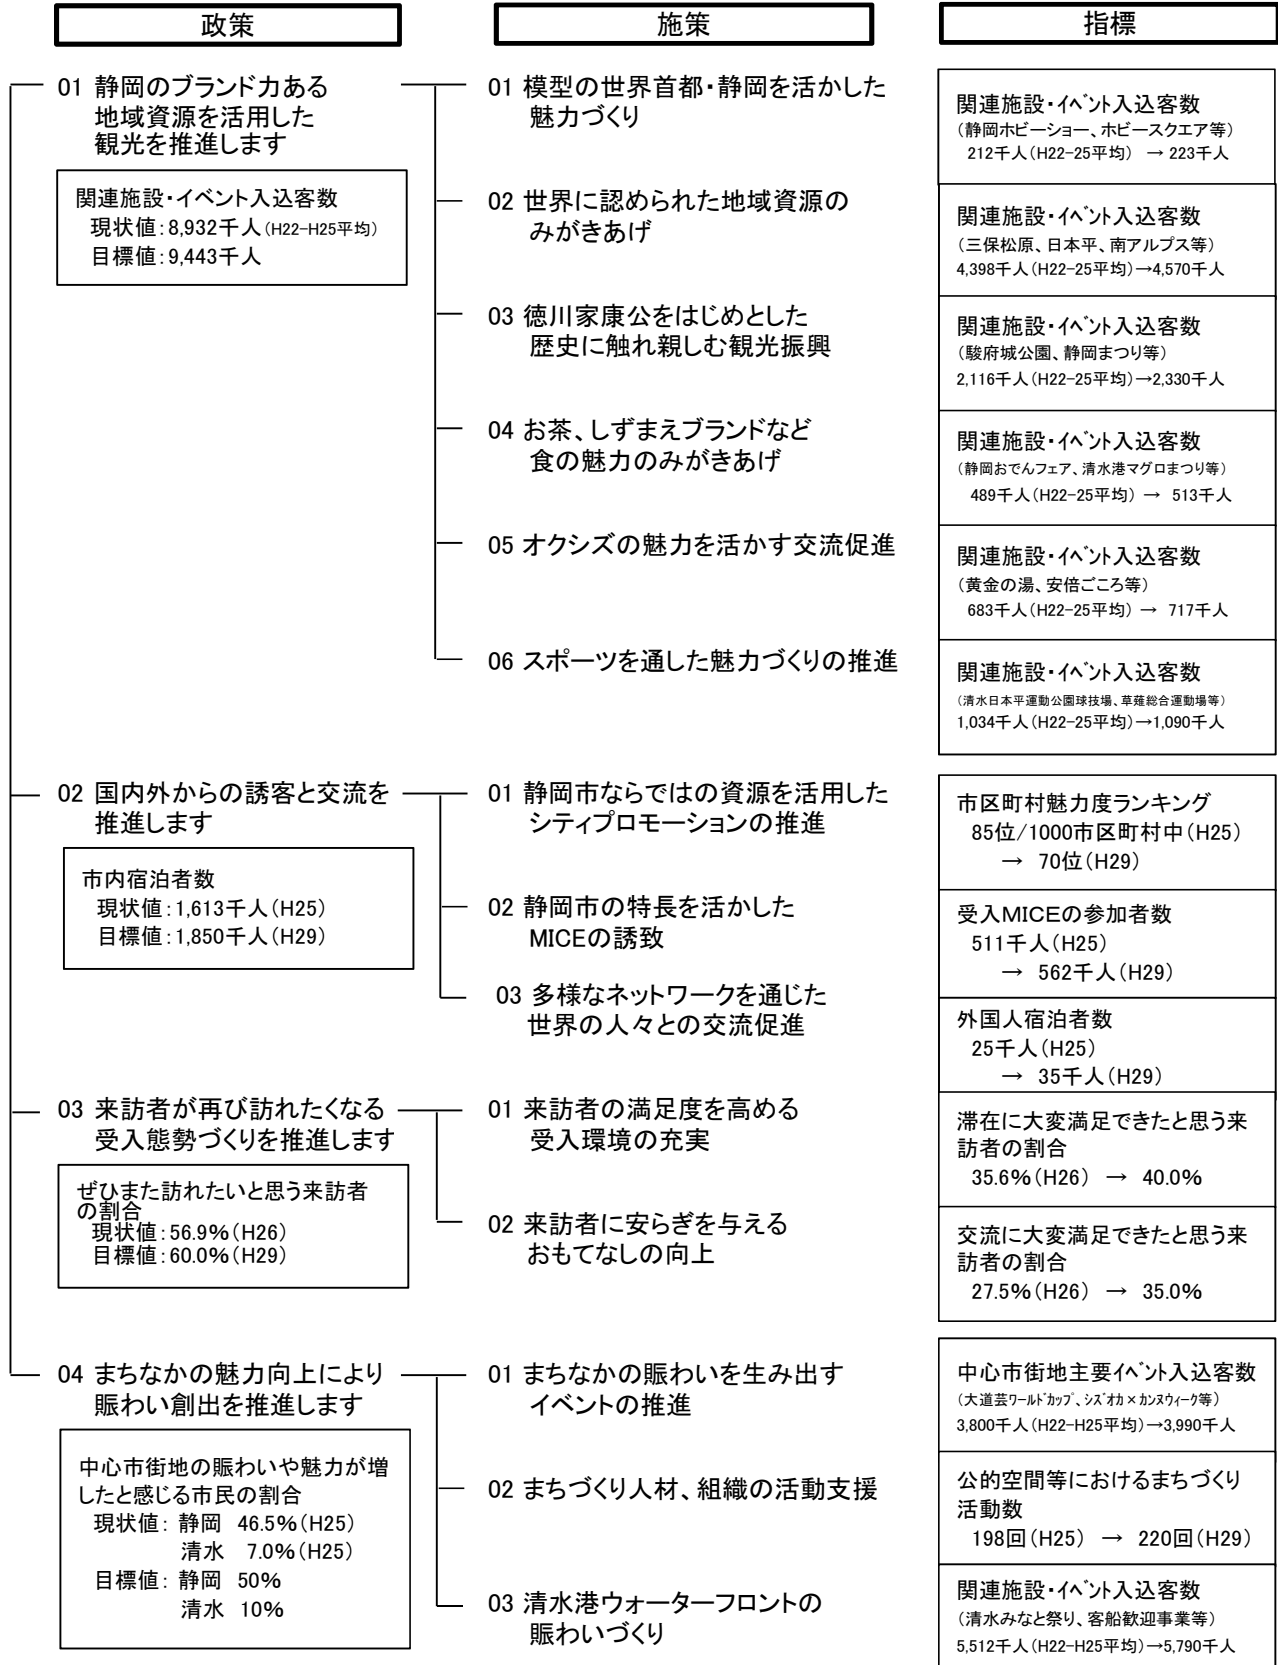 政策
施策
指標
01 静岡のブランド力ある
地域資源を活用した
観光を推進します
関連施設・イベント入込客数
現状値:8,932千人(H22-H25平均)
目標値:9,443千人
01 模型の世界首都・静岡を活かした
魅力づくり
関連施設・イベント入込客数
(静岡ホビーショー、ホビースクエア等)
212千人(H22-25平均) → 223千人
02 世界に認められた地域資源の
みがきあげ
関連施設・イベント入込客数
(三保松原、日本平、南アルプス等)
4,398千人(H22-25平均)→4,570千人
03 徳川家康公をはじめとした
歴史に触れ親しむ観光振興
関連施設・イベント入込客数
(駿府城公園、静岡まつり等)
2,116千人(H22-25平均)→2,330千人
04 お茶、しずまえブランドなど
食の魅力のみがきあげ
関連施設・イベント入込客数
(静岡おでんフェア、清水港マグロまつり等)
489千人(H22-25平均) → 513千人
05 オクシズの魅力を活かす交流促進
関連施設・イベント入込客数
(黄金の湯、安倍ごころ等)
683千人(H22-25平均) → 717千人
06 スポーツを通した魅力づくりの推進
関連施設・イベント入込客数
(清水日本平運動公園球技場、草薙総合運動場等)
1,034千人(H22-25平均)→1,090千人
02 国内外からの誘客と交流を
推進します
市内宿泊者数
現状値:1,613千人(H25)
目標値:1,850千人(H29)
01 静岡市ならではの資源を活用した
シティプロモーションの推進
市区町村魅力度ランキング
85位/1000市区町村中(H25)
→ 70位(H29)
02 静岡市の特長を活かした
MICEの誘致
受入MICEの参加者数
511千人(H25)
→ 562千人(H29)
03 多様なネットワークを通じた
世界の人々との交流促進
外国人宿泊者数
25千人(H25)
→ 35千人(H29)
03 来訪者が再び訪れたくなる
受入態勢づくりを推進します
ぜひまた訪れたいと思う来訪者
の割合
現状値:56.9%(H26)
目標値:60.0%(H29)
01 来訪者の満足度を高める
受入環境の充実
滞在に大変満足できたと思う来
訪者の割合
35.6%(H26) → 40.0%
02 来訪者に安らぎを与える
おもてなしの向上
交流に大変満足できたと思う来
訪者の割合
27.5%(H26) → 35.0%
04 まちなかの魅力向上により
賑わい創出を推進します
中心市街地の賑わいや魅力が増
したと感じる市民の割合
現状値: 静岡 46.5%(H25)
清水 7.0%(H25)
目標値: 静岡 50%
清水 10%
01 まちなかの賑わいを生み出す
イベントの推進
中心市街地主要イベント入込客数
(大道芸ワールドカップ、シズオカ×カンヌウィーク等)
3,800千人(H22-H25平均)→3,990千人
02 まちづくり人材、組織の活動支援
公的空間等におけるまちづくり
活動数
198回(H25) → 220回(H29)
03 清水港ウォーターフロントの
賑わいづくり
関連施設・イベント入込客数
(清水みなと祭り、客船歓迎事業等)
5,512千人(H22-H25平均)→5,790千人